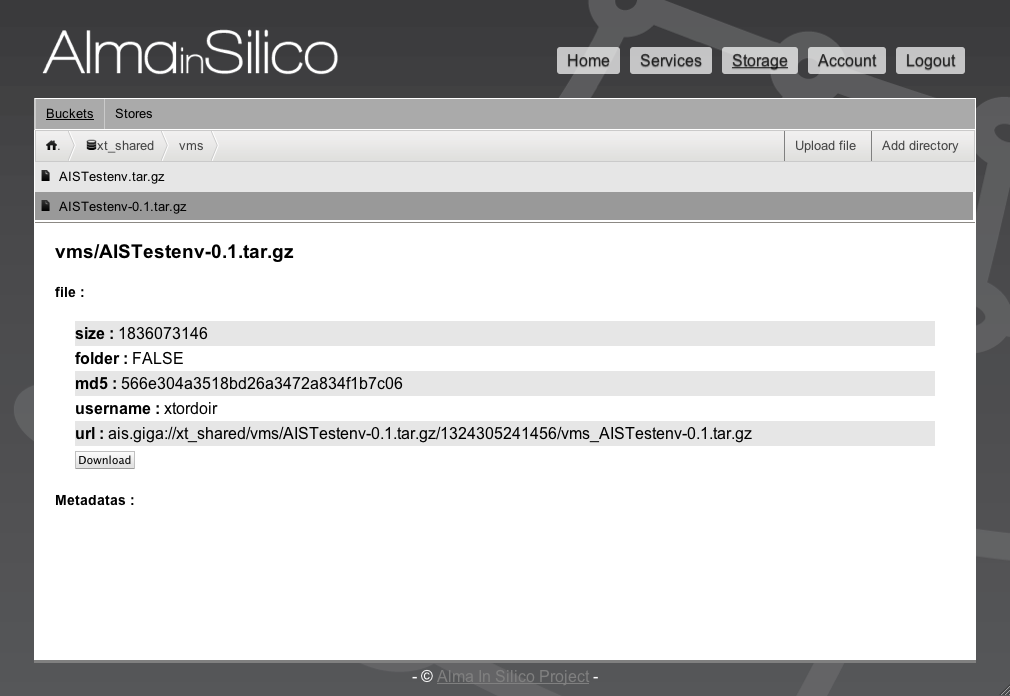 AlmainSilico
Home Services Storage Account Logout
Buckets Stores
. xt_shared vms Upload file Add directory
AISTestenv.tar.gz
AISTestenv-0.1.tar.gz
vms/AISTestenv-0.1.tar.gz
file :
size : 1836073146
folder : FALSE
md5 : 566e304a3518bd26a3472a834f1b7c06
username : xtordoir
url : ais.giga://xt_shared/vms/AISTestenv-0.1.tar.gz/1324305241456/vms_AISTestenv-0.1.tar.gz
Download
Metadatas :
- © Alma In Silico Project -